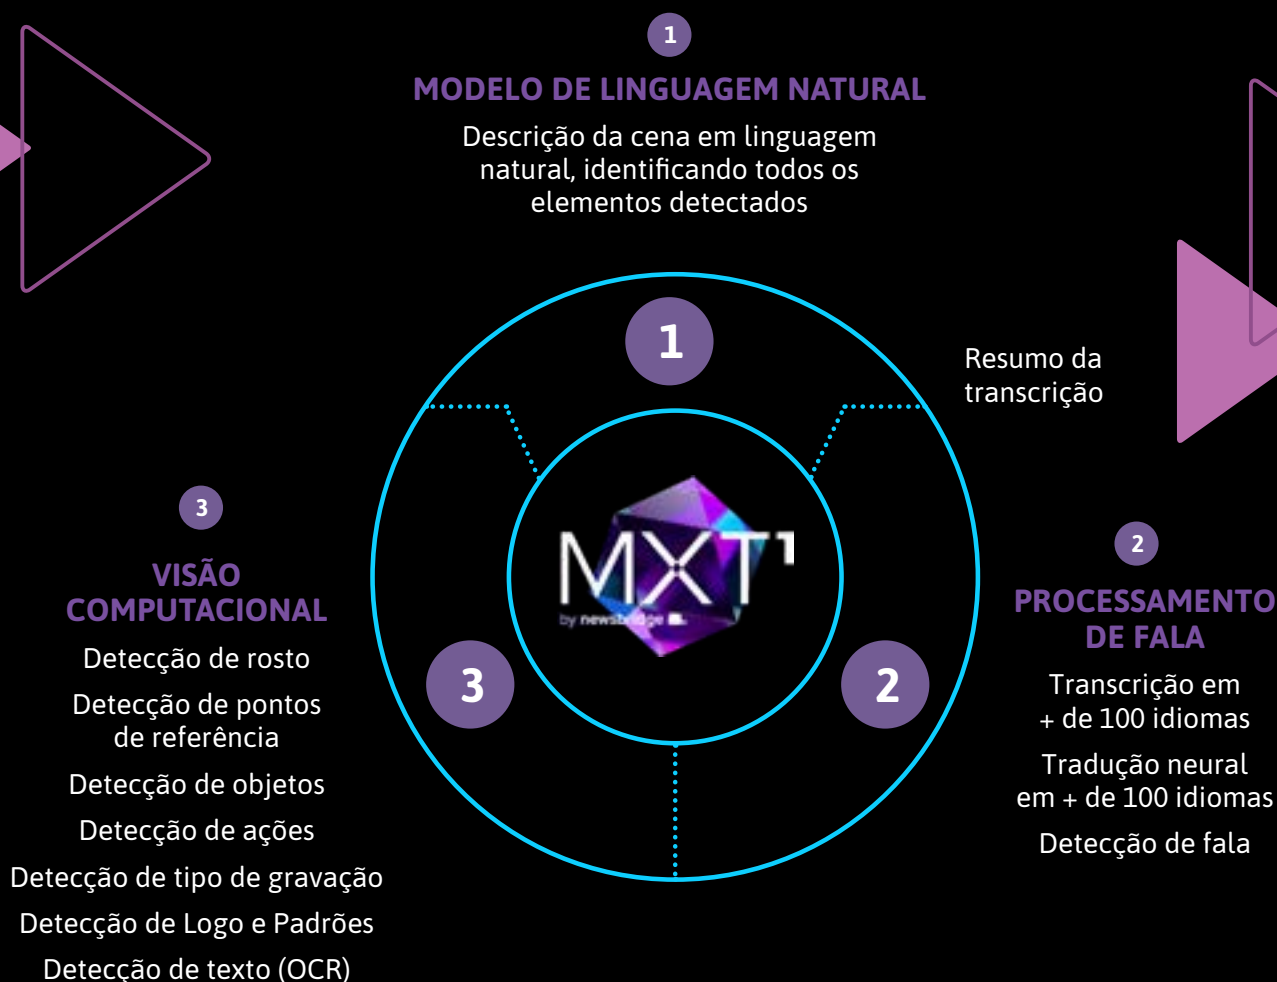 1
MODELO DE LINGUAGEM NATURAL
Descrição da cena em linguagem
natural, identificando todos os
elementos detectados
1
Resumo da
transcrição
3
VISÃO
COMPUTACIONAL
Detecção de rosto
Detecção de pontos
de referência
Detecção de objetos
Detecção de ações
Detecção de tipo de gravação
Detecção de Logo e Padrões
Detecção de texto (OCR)
MXT1
by newsbridge
3
2
2
PROCESSAMENTO
DE FALA
Transcrição em
+ de 100 idiomas
Tradução neural
em + de 100 idiomas
Detecção de fala